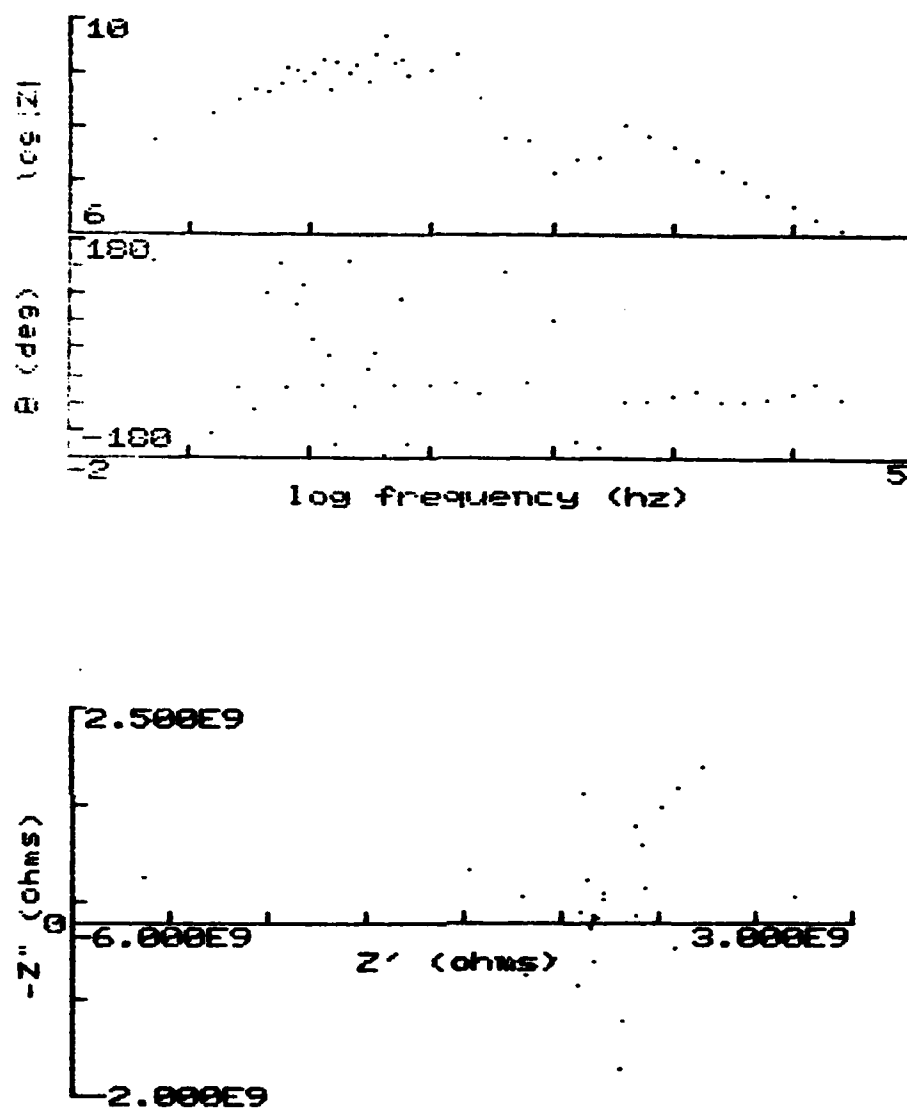 10
log |Z|
6
180
θ (deg)
-180
-2
5
log frequency (hz)
2.500E9
-Z" (ohms)
0
-6.000E9
3.000E9
Z' (ohms)
-2.000E9